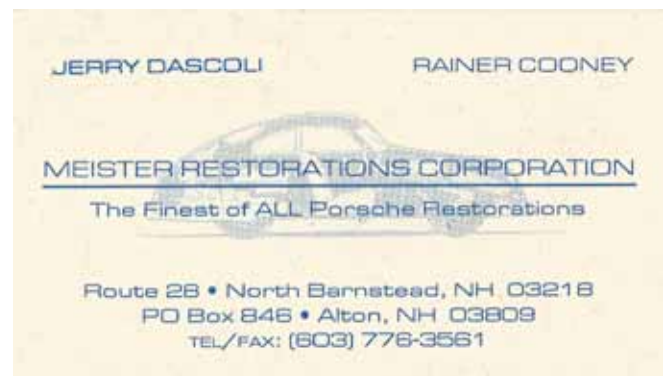 JERRY DASCOLI
RAINER COONEY
MEISTER RESTORATIONS CORPORATION
The Finest of ALL Porsche Restorations
Route 28 • North Barnstead, NH 03218
PO Box 846 • Alton, NH 03809
TEL/FAX: (603) 776-3561